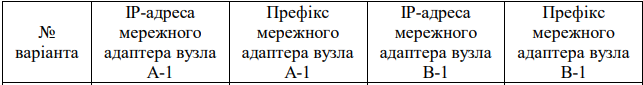 №
варіанта
IP-адреса
мережного
адаптера вузла
A-1
Префікс
мережного
адаптера вузла
A-1
IP-адреса
мережного
адаптера вузла
B-1
Префікс
мережного
адаптера вузла
B-1